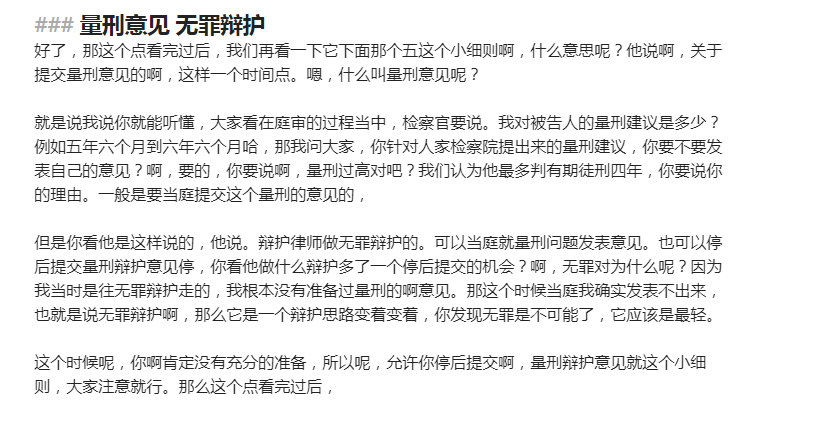 ### 量刑意见 无罪辩护
好了，那这个点看完过后，我们再看一下它下面那个五这个小细则啊，什么意思呢？他说啊，关于
提交量刑意见的啊，这样一个时间点。嗯，什么叫量刑意见呢？
就是说我说你就能听懂，大家看在庭审的过程当中，检察官要说。我对被告人的量刑建议是多少？
例如五年六个月到六年六个月哈，那我问大家，你针对人家检察院提出来的量刑建议，你要不要发
表自己的意见？啊，要的，你要说啊，量刑过高对吧？我们认为他最多判有期徒刑四年，你要说你
的理由。一般是要当庭提交这个量刑的意见的，
但是你看他是这样说的，他说。辩护律师做无罪辩护的。可以当庭就量刑问题发表意见。也可以停
后提交量刑辩护意见停，你看他做什么辩护多了一个停后提交的机会？啊，无罪对为什么呢？因为
我当时是往无罪辩护走的，我根本没有准备过量刑的啊意见。那这个时候当庭我确实发表不出来，
也就是说无罪辩护啊，那么它是一个辩护思路变着变着，你发现无罪是不可能了，它应该是最轻。
这个时候呢，你啊肯定没有充分的准备，所以呢，允许你停后提交啊，量刑辩护意见就这个小细
则，大家注意就行。那么这个点看完过后，